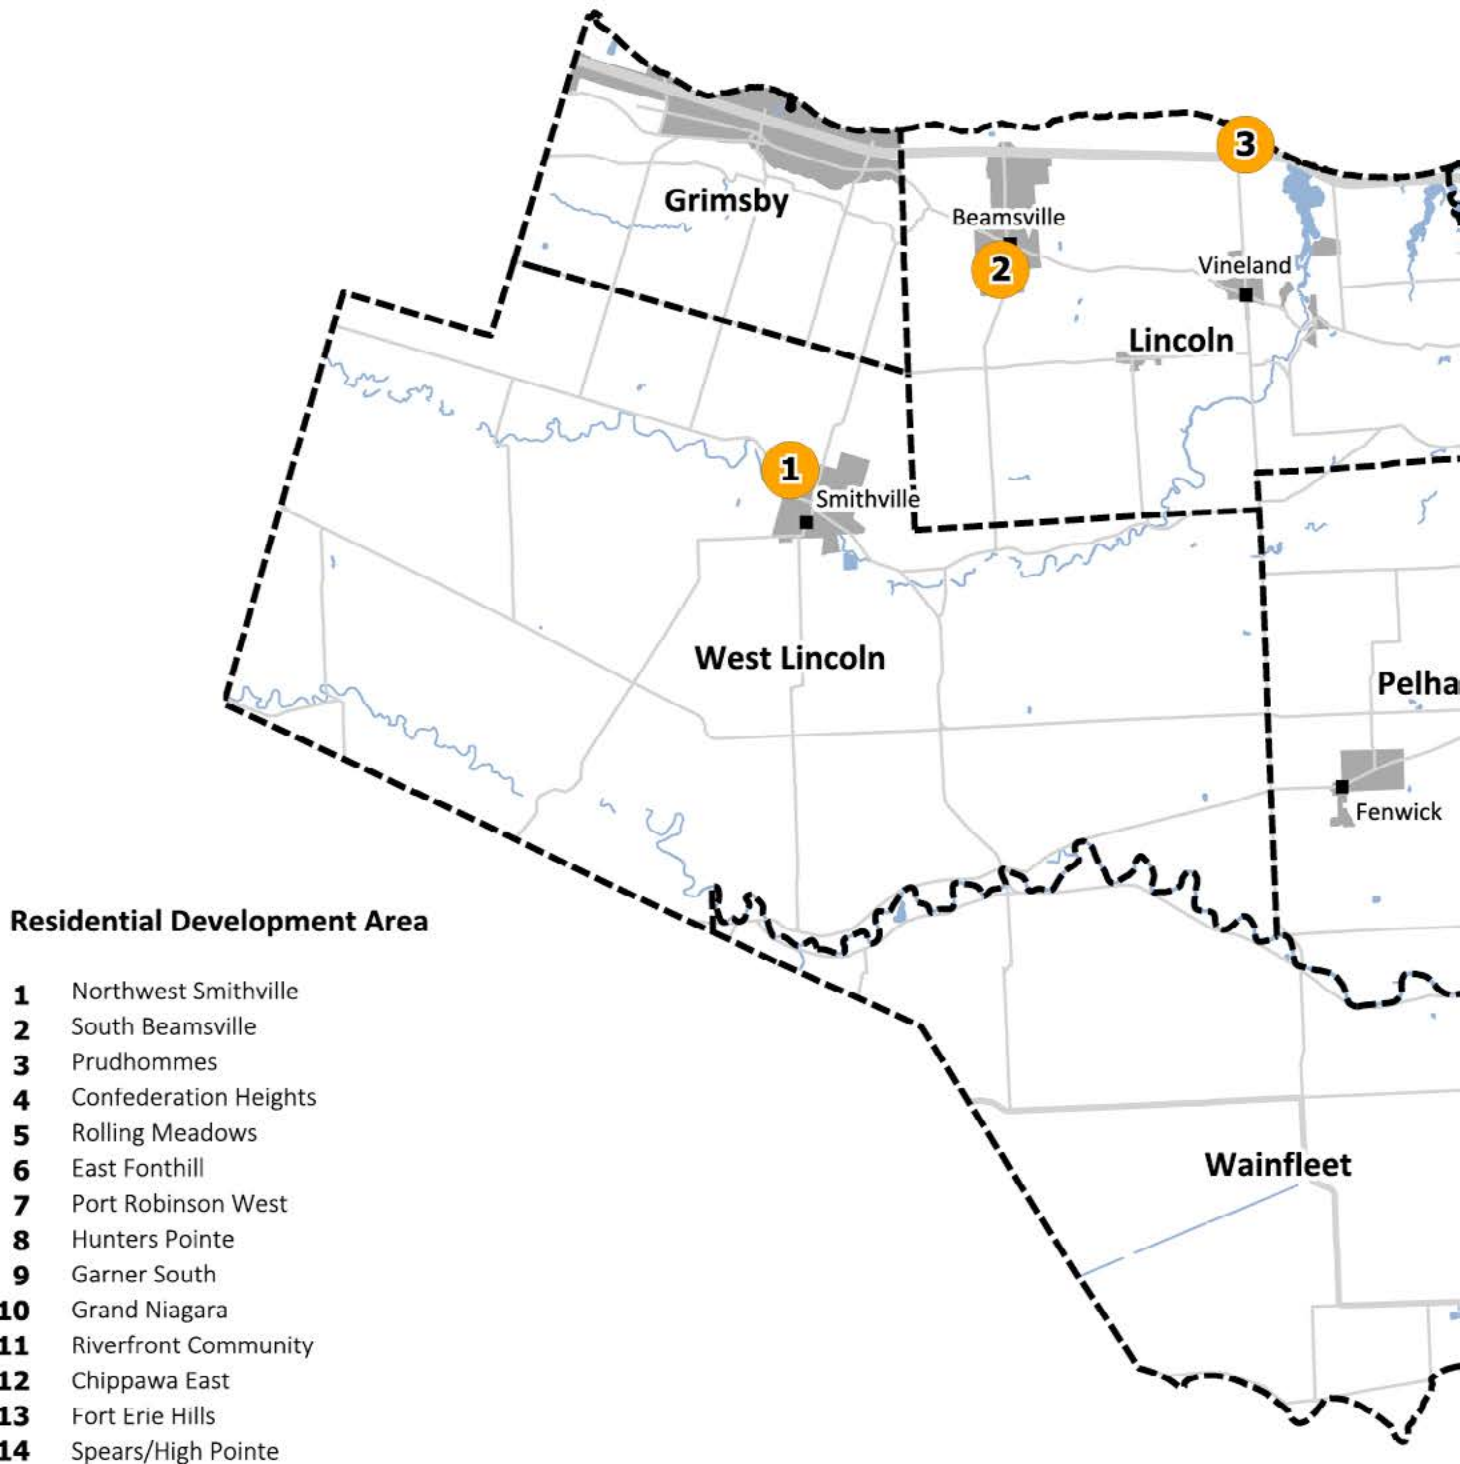 3
Grimsby
Beamsville
2
Vineland
Lincoln
1
Smithville
West Lincoln
Pelha
Fenwick
Residential Development Area
1 Northwest Smithville
2 South Beamsville
3 Prudhommes
4 Confederation Heights
5 Rolling Meadows
6 East Fonthill
7 Port Robinson West
8 Hunters Pointe
9 Garner South
10 Grand Niagara
11 Riverfront Community
12 Chippawa East
13 Fort Erie Hills
14 Spears/High Pointe
Wainfleet